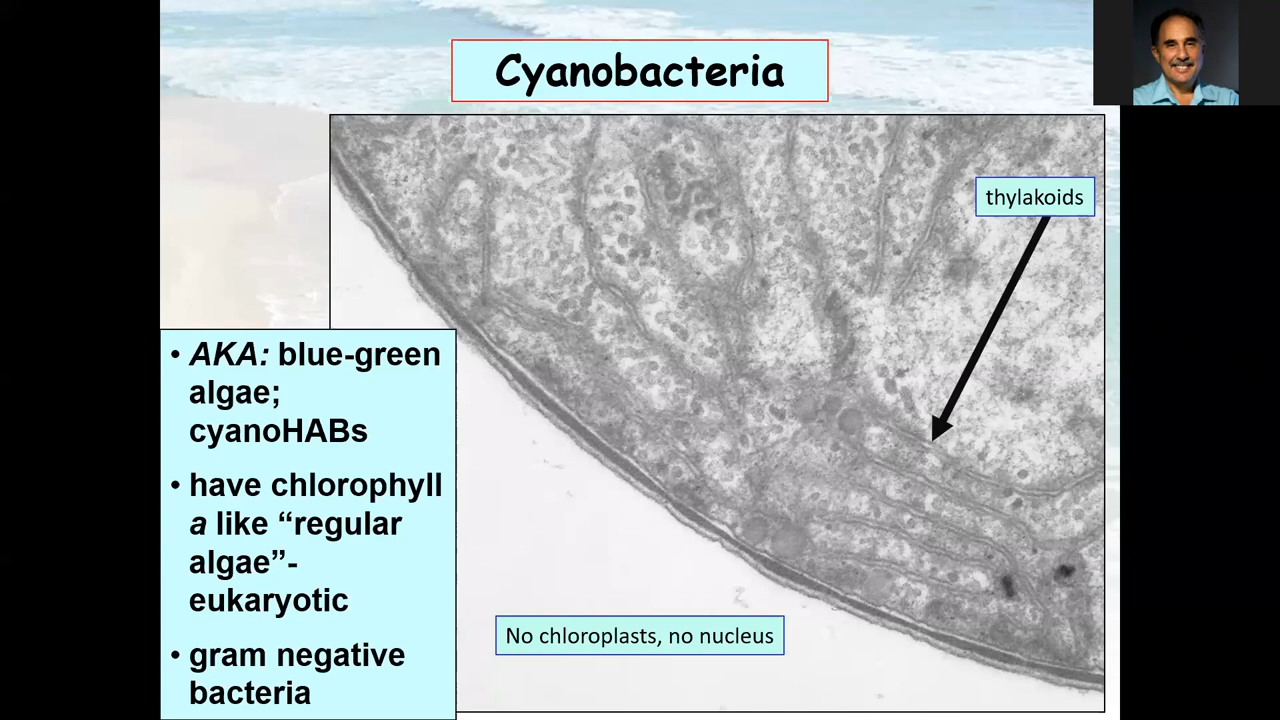 Cyanobacteria
thylakoids
• AKA: blue-green
algae;
cyanoHABs
• have chlorophyll
a like “regular
algae”-
eukaryotic
• gram negative
bacteria
No chloroplasts, no nucleus